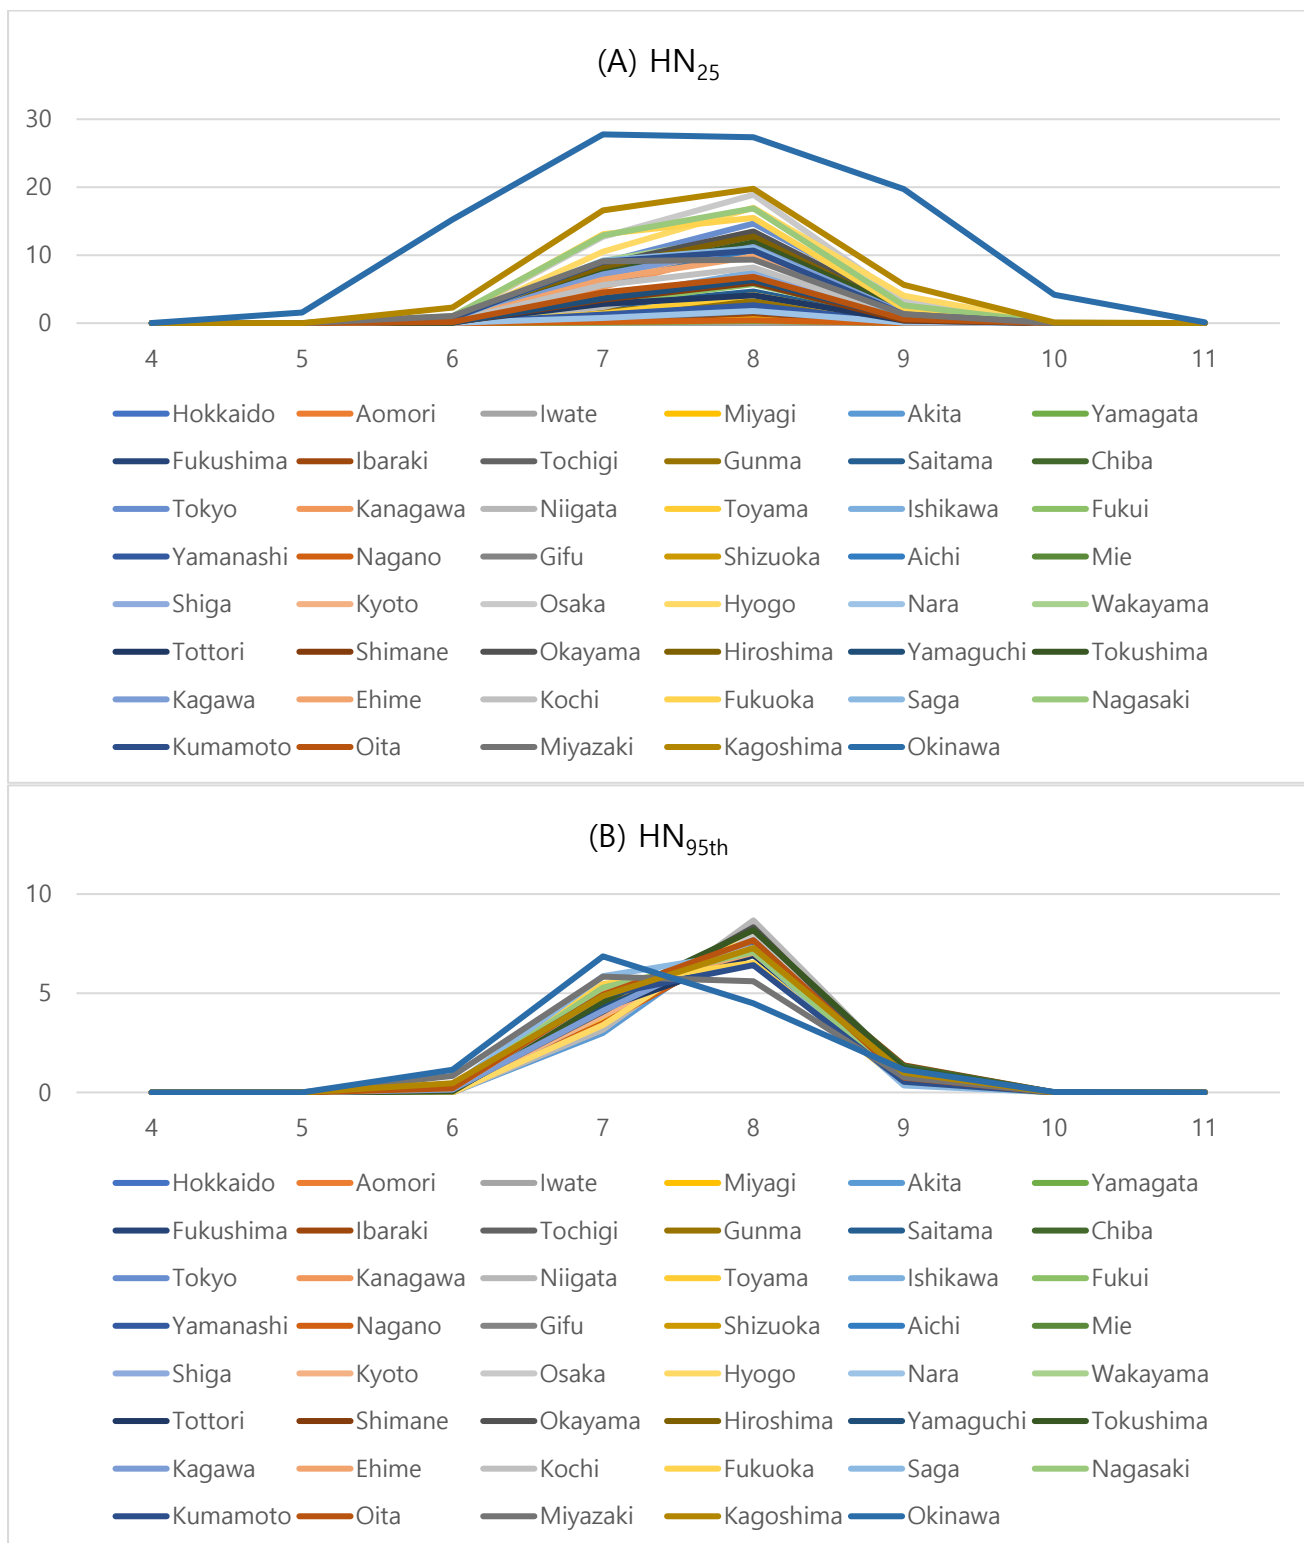 (A) HN25
30
20
10
0
4 5 6 7 8 9 10 11
Hokkaido Aomori Iwate Miyagi Akita Yamagata
Fukushima Ibaraki Tochigi Gunma Saitama Chiba
Tokyo Kanagawa Niigata Toyama Ishikawa Fukui
Yamanashi Nagano Gifu Shizuoka Aichi Mie
Shiga Kyoto Osaka Hyogo Nara Wakayama
Tottori Shimane Okayama Hiroshima Yamaguchi Tokushima
Kagawa Ehime Kochi Fukuoka Saga Nagasaki
Kumamoto Oita Miyazaki Kagoshima Okinawa
(B) HN95th
10
5
0
4 5 6 7 8 9 10 11
Hokkaido Aomori Iwate Miyagi Akita Yamagata
Fukushima Ibaraki Tochigi Gunma Saitama Chiba
Tokyo Kanagawa Niigata Toyama Ishikawa Fukui
Yamanashi Nagano Gifu Shizuoka Aichi Mie
Shiga Kyoto Osaka Hyogo Nara Wakayama
Tottori Shimane Okayama Hiroshima Yamaguchi Tokushima
Kagawa Ehime Kochi Fukuoka Saga Nagasaki
Kumamoto Oita Miyazaki Kagoshima Okinawa